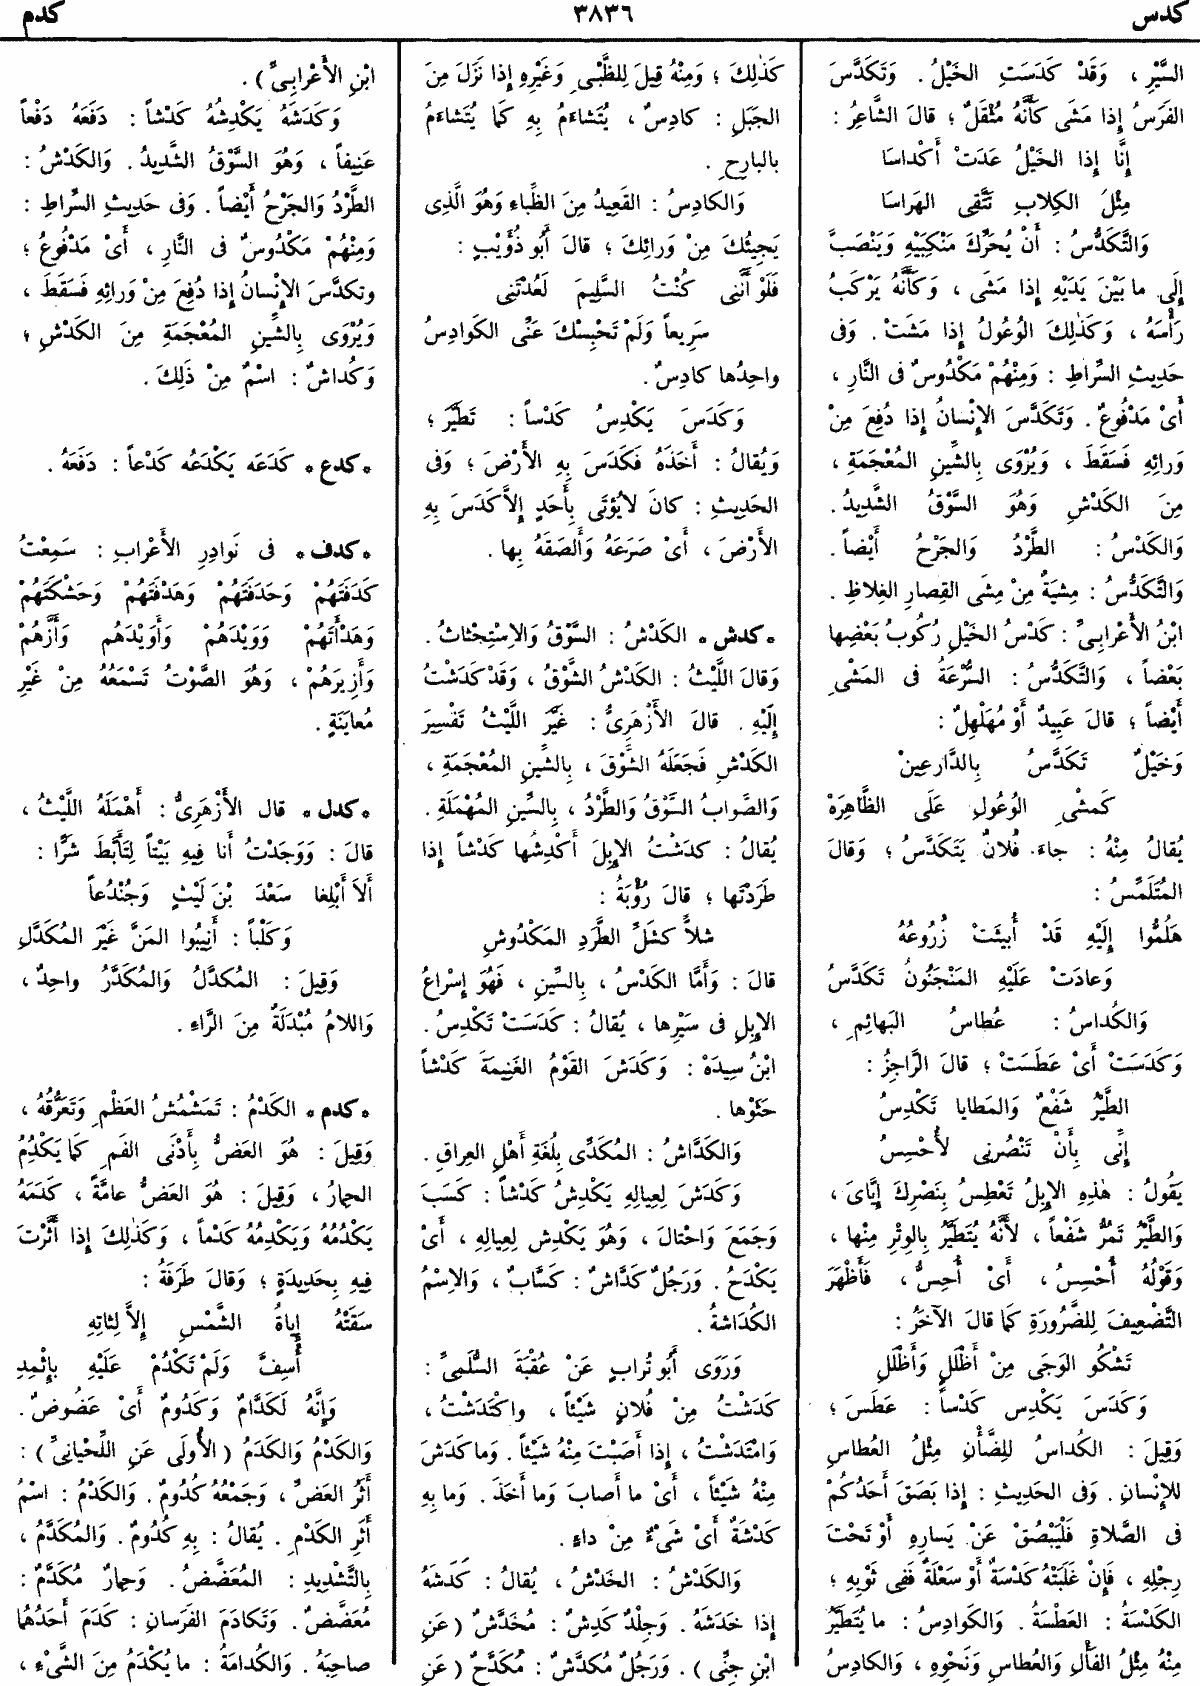 كدس
٣٨٣٦
كدم
السَّيْرِ ، وَقَدْ كَدَسَتِ الخَيْلُ . وَتَكَدَّسَ
الفَرَسُ إِذا مَشَى كَأَنَّهُ مُثْقَلٌ ؛ قالَ الشَّاعِرُ :
إِنَّا إِذا الخَيْلُ عَدَتْ أَكْداسَا
مِثْلَ الكِلابِ تَتَّقِى الهَراسَا
وَالتَّكَدُّسُ : أَنْ يُحَرِّكَ مَنْكِبَيْهِ وَيَنْصَبَّ
إِلَى ما بَيْنَ يَدَيْهِ إِذا مَشَى ، وَكَأَنَّهُ يَرْكَبُ
رَأْسَهُ ، وَكَذٰلِكَ الوُعُولُ إِذا مَشَتْ . وَفى
حَدِيثِ السِّراطِ : وَمِنْهُمْ مَكْدُوسٌ فى النَّارِ ،
أَىْ مَدْفُوعٌ . وَتَكَدَّسَ الإِنْسانُ إِذا دُفِعَ مِنْ
وَرائِهِ فَسَقَطَ ، وَيُرْوَى بِالشِّينِ المُعْجَمَةِ ،
مِنَ الكَدْشِ وَهُوَ السَّوْقُ الشَّدِيدُ .
وَالكَدْسُ : الطَّرْدُ وَالجَرْحُ أَيْضاً .
وَالتَّكَدُّسُ : مِشْيَةٌ مِنْ مِشَى القِصارِ الغِلاظِ .
ابْنُ الأَعْرابِىِّ : كَدْسُ الخَيْلِ رُكُوبُ بَعْضِها
بَعْضاً ، وَالتَّكَدُّسُ : السُّرْعَةُ فى المَشْىِ
أَيْضاً ؛ قالَ عَبِيدٌ أَوْ مُهَلْهِلٌ :
وَخَيْلٌ تَكَدَّسُ بِالدَّارِعِينْ
كَمَشْىِ الوُعُولِ عَلَى الظَّاهِرَهْ
يُقالُ مِنْهُ : جاءَ فُلانٌ يَتَكَدَّسُ ؛ وَقالَ
المُتَلَمِّسُ :
هَلُمُّوا إِلَيْهِ قَدْ أُبِيثَتْ زُرُوعُهُ
وَعادَتْ عَلَيْهِ المَنْجَنُونُ تَكَدَّسُ
وَالكُداسُ : عُطاسُ البَهائِمِ ،
وَكَدَسَتْ أَىْ عَطَسَتْ ؛ قالَ الرَّاجِزُ :
الطَّيْرُ شَفْعٌ وَالمَطايا تَكْدِسُ
إِنِّى بِأَنْ تَنْصُرَنِى لأُحْسِسُ
يَقُولُ : هٰذِهِ الإِبِلُ تَعْطِسُ بِنَصْرِكَ إِيَّاىَ ،
وَالطَّيْرُ تَمُرُّ شَفْعاً ، لأَنَّهُ يُتَطَيَّرُ بِالوِتْرِ مِنْها ،
وَقَوْلُهُ أُحْسِسُ ، أَىْ أُحِسُّ ، فَأَظْهَرَ
التَّضْعِيفَ لِلضَّرُورَةِ كَما قالَ الآخَرُ :
تَشْكُو الوَجَى مِنْ أَظْلَلٍ وَأَظْلَلِ
وَكَدَسَ يَكْدِس كَدْساً : عَطَسَ ؛
وَقِيلَ : الكُداسُ لِلضَّأْنِ مِثْلُ العُطاسِ
للإِنْسانِ . وَفى الحَدِيثِ : إِذا بَصَقَ أَحَدُكُمْ
فى الصَّلاةِ فَلْيَبْصُقْ عَنْ يَسارِهِ أَوْ تَحْتَ
رِجْلِهِ ، فَإِنْ غَلَبَتْهُ كَدْسَةٌ أَوْ سَعْلَةٌ فَفِى ثَوْبِهِ ؛
الكَدْسَةُ : العَطْسَةُ . وَالكَوادِسُ : ما يُتَطَيَّرُ
مِنْهُ مِثْلُ الفَأْلِ وَالعُطاسِ وَنَحْوِهِ ، وَالكادِسُ
كَذٰلِكَ ؛ وَمِنْهُ قِيلَ لِلظَّبْىِ وَغَيْرِهِ إِذا نَزَلَ مِنَ
الجَبَلِ : كادِسٌ ، يُتَشاءَمُ بِهِ كَما يُتَشاءَمُ
بالبارِحِ .
وَالكادِسُ : القَعِيدُ مِنَ الظِّباءِ وَهُوَ الَّذِى
يَجِيئُكَ مِنْ وَرائِكَ ؛ قالَ أَبُو ذُؤَيْبٍ :
فَلَوْ أَنَّنِى كُنْتُ السَّلِيمَ لَعُدْتَنِى
سَرِيعاً وَلَمْ تَحْبِسْكَ عَنِّى الكَوادِسُ
واحِدُها كادِسٌ .
وَكَدَسَ يَكْدِسُ كَدْساً : تَطَيَّرَ ؛
وَيُقالُ : أَخَذَهُ فَكَدَسَ بِهِ الأَرْضَ ؛ وَفى
الحَدِيثِ : كانَ لايُؤْتَى بِأَحَدٍ إِلاَّ كَدَسَ بِهِ
الأَرْضَ ، أَىْ صَرَعَهُ وَأَلْصَقَهُ بِها .
* كدش * الكَدْشُ : السَّوْقُ وَالاِسْتِحْثاثُ .
وَقالَ اللَّيْثُ : الكَدْشُ الشَّوْقُ ، وَقَدْ كَدَشْتُ
إِلَيْهِ . قالَ الأَزْهَرِىُّ : غَيَّرَ اللَّيْثُ تَفْسِيرَ
الكَدْشِ فَجَعَلَهُ الشَّوْقَ ، بِالشِّينِ المُعْجَمَةِ ،
وَالصَّوابُ السَّوْقُ وَالطَّرْدُ ، بِالسِّينِ المُهْمَلَةِ .
يُقالُ : كَدَشْتُ الإِبِلَ أَكْدِشُها كَدْشاً إِذا
طَرَدْتَها ؛ قالَ رُؤْبَةُ :
شَلاًّ كَشَلِّ الطَّرَدِ المَكْدُوشِ
قالَ : وَأَمَّا الكَدْسُ ، بِالسِّينِ ، فَهُوَ إِسْراعُ
الإِبِلِ فى سَيْرِها ، يُقالُ : كَدَسَتْ تَكْدِسُ .
ابْنُ سِيدَهْ : وَكَدَشَ القَوْمُ الغَنِيمَةَ كَدْشاً
حَثَوْها .
وَالكَدَّاشُ : المُكَدِّى بِلُغَةِ أَهْلِ العِراقِ .
وَكَدَشَ لِعِيالِهِ يَكْدِشُ كَدْشاً : كَسَبَ
وَجَمَعَ وَاحْتالَ ، وَهُوَ يَكْدِش لِعِيالِهِ ، أَىْ
يَكْدَحُ . وَرَجُلٌ كَدَّاشٌ : كَسَّابٌ ، وَالاِسْمُ
الكُدَاشَةُ .
وَرَوَى أَبُو تُرابٍ عَنْ عُقْبَةَ السُّلَمِىِّ :
كَدَشْتُ مِنْ فُلانٍ شَيْئاً ، واكْتَدَشْتُ ،
وَامْتَدَشْتُ ، إِذا أَصَبْتَ مِنْهُ شَيْئاً . وَما كَدَشَ
مِنْهُ شَيْئاً ، أَىْ ما أَصابَ وَما أَخَذَ . وَما بِهِ
كَدْشَةٌ أَىْ شَىْءٌ مِنْ داءٍ .
وَالكَدْشُ : الخَدْشُ ، يُقالُ : كَدَشَهُ
إِذا خَدَشَهُ . وَجِلْدٌ كَدِشٌ : مُخَدَّشٌ ( عَنِ
ابْنِ جِنِّى ) . وَرَجُلٌ مُكَدَّشٌ : مُكَدَّحٌ ( عَنِ
ابْنِ الأَعْرابِىِّ ) .
وَكَدَشَهُ يَكْدِشُهُ كَدْشاً : دَفَعَهُ دَفْعاً
عَنِيفاً ، وَهُوَ السَّوْقُ الشَّدِيدُ . وَالكَدْشُ :
الطَّرْدُ وَالجَرْحُ أَيْضاً . وَفى حَدِيثِ السِّراطِ :
وَمِنْهُمْ مَكْدُوسٌ فى النَّارِ ، أَىْ مَدْفُوعٌ ؛
وتكدَّسَ الإِنْسانُ إِذا دُفِعَ مِنْ وَرائِهِ فَسَقَطَ ،
وَيُرْوَى بِالشِّينِ المُعْجَمَةِ مِنَ الكَدْشِ ؛
وَكُداشٌ : اسْمٌ مِنْ ذَلِكَ .
* كدع * كَدَعَه يَكْدَعُه كَدْعاً : دَفَعَهُ .
* كدف * فى نَوادِرِ الأَعْرابِ : سَمِعْتُ
كَدَفَتَهُمْ وَحَدَفَتَهُمْ وَهَدْفَتَهُمْ وَحَشْكَتَهُمْ
وَهَدْأَتَهُمْ وَوَيْدَهُمْ وَأَوَيْدَهُم وَأَزَّهُمْ
وَأَزِيزَهُمْ ، وَهُوَ الصَّوْتُ تَسْمَعُهُ مِنْ غَيْرِ
مُعايَنَةٍ .
* كدل * قال الأَزْهَرِىُّ : أَهْمَلَهُ اللَّيْثُ ،
قالَ : وَوَجَدْتُ أَنا فِيهِ بَيْتاً لِتَأَبَّطَ شَرًّا :
أَلاَ أَبْلِغا سَعْدَ بْنَ لَيْثٍ وَجُنْدُعاً
وَكَلْباً : أَنِيبُوا المَنَّ غَيْرَ المُكَدَّلِ
وَقِيلَ : المُكَدَّلُ وَالمُكَدَّرُ واحِدٌ ،
وَاللامُ مُبْدَلَةٌ مِنَ الرَّاءِ .
* كدم * الكَدْمُ : تَمَشْمُشُ العَظْمِ وَتَعَرُّقُهُ ،
وَقِيلَ : هُوَ العَضُّ بِأَدْنَى الفَمِ كَما يَكْدُمُ
الحِمارُ ، وَقِيلَ : هُوَ العَضُّ عامَّةً ، كَدَمَهُ
يَكْدُمُهُ وَيَكْدِمُهُ كَدْماً ، وَكَذٰلِكَ إِذا أَثَّرْتَ
فِيهِ بِحَدِيدَةٍ ؛ وَقالَ طَرَفَةُ :
سَقَتْهُ إِياةُ الشَّمْسِ إِلاَّ لِثاتِهِ
أُسِفَّ وَلَمْ تَكْدُمْ عَلَيْهِ بِإِثْمِدِ
وَإِنَّهُ لَكَدَّامٌ وَكَدُومٌ أَىْ عَضُوضٌ .
وَالكَدْمُ وَالكَدَمُ ( الأُولَى عَنِ اللِّحْيانِىِّ ) :
أَثَرُ العَضِّ ، وَجَمْعُهُ كُدُومٌ . وَالكَدْمُ : اسْمُ
أَثَرِ الكَدْمِ . يُقالُ : بِهِ كُدُومٌ . وَالمُكَدَّمُ ،
بِالتَّشْدِيدِ : المُعَضَّضُ . وَحِمارٌ مُكَدَّمٌ :
مُعَضَّضٌ . وَتَكادَمَ الفَرَسانِ : كَدَمَ أَحَدُهُما
صاحِبَهُ . وَالكُدامَةُ : ما يُكْدَمُ مِنَ الشَّىْءِ ،